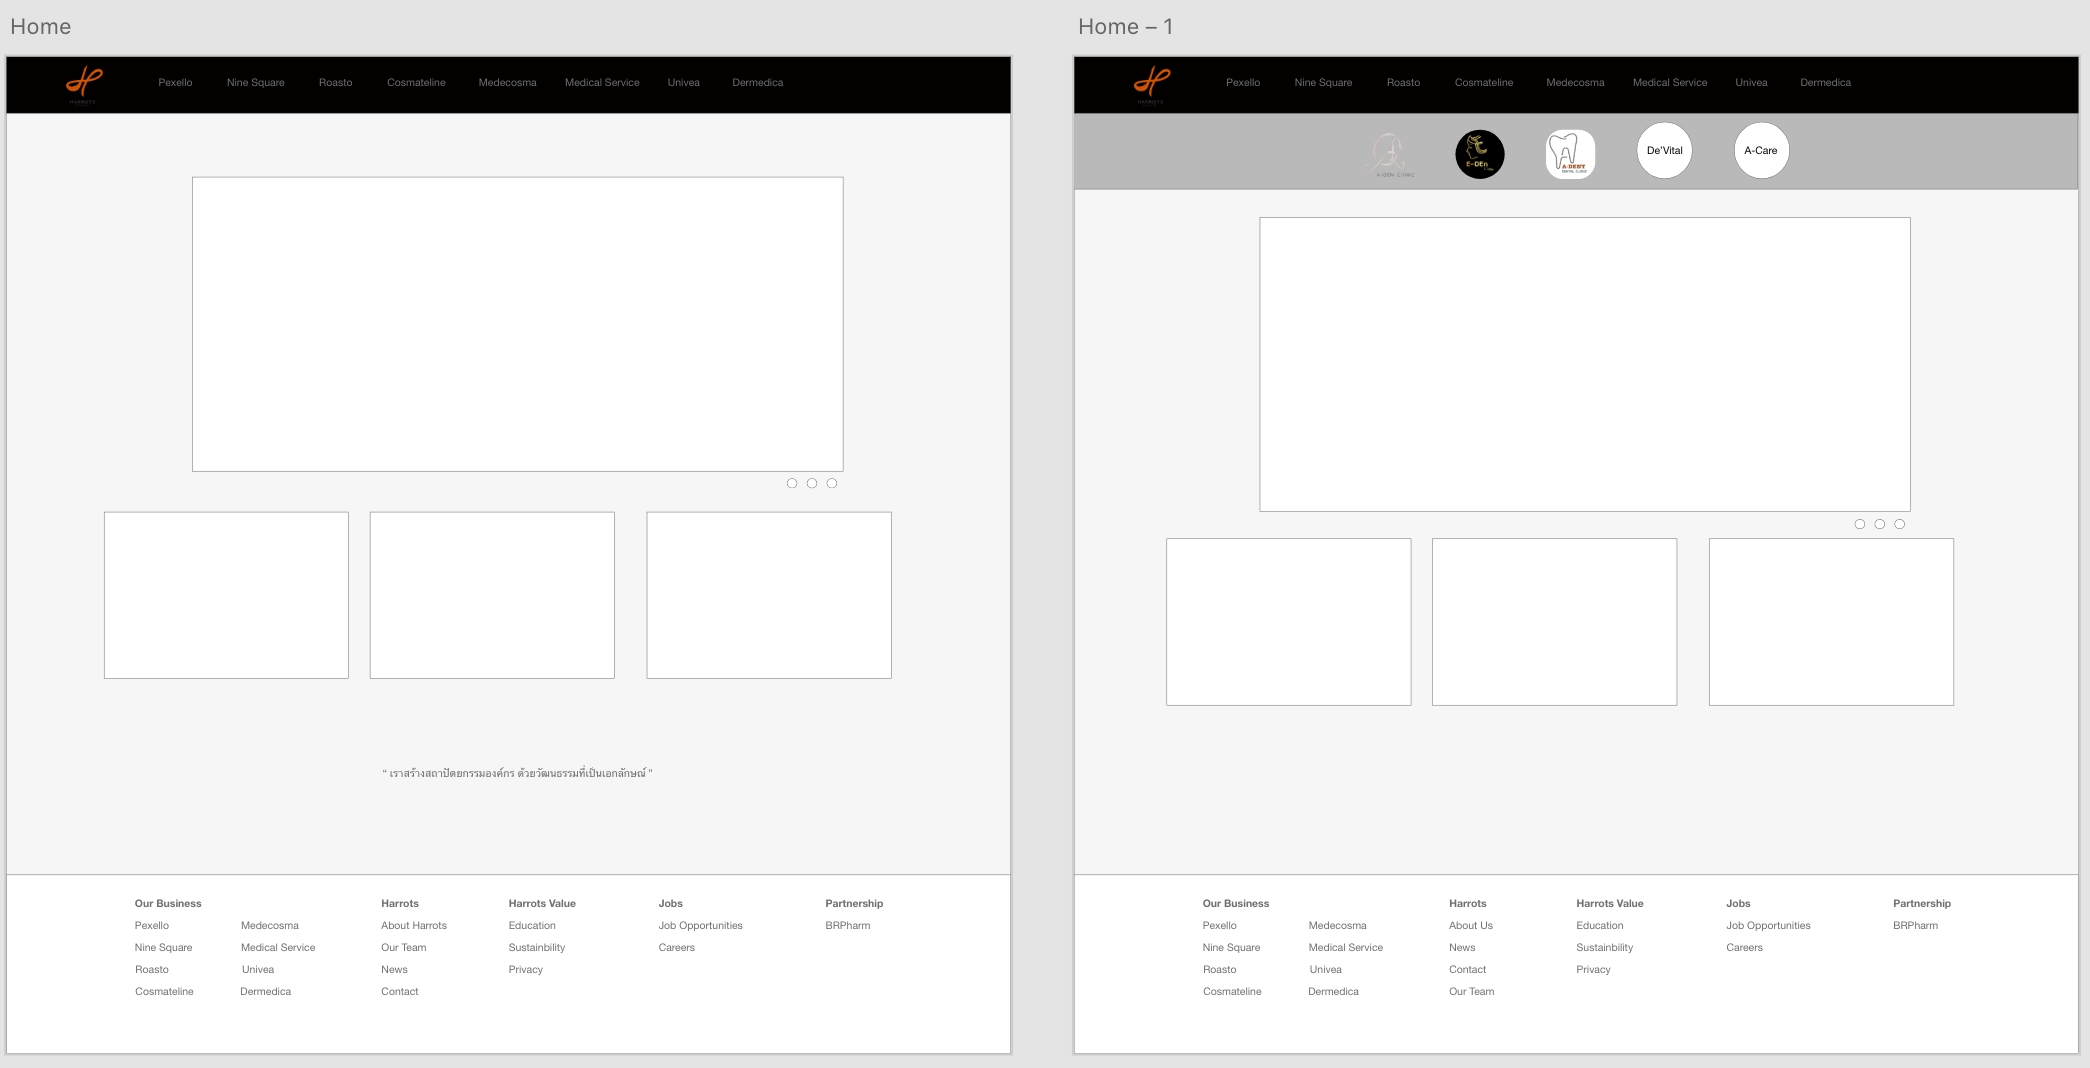 Home
HARROTS
Pexello Nine Square Roasto Cosmateline Medecosma Medical Service Univea Dermedica
“ เราสร้างสถาปัตยกรรมองค์กร ด้วยวัฒนธรรมที่เป็นเอกลักษณ์ ”
Our Business Harrots Harrots Value Jobs Partnership
Pexello Medecosma About Harrots Education Job Opportunities BRPharm
Nine Square Medical Service Our Team Sustainbility Careers
Roasto Univea News Privacy
Cosmateline Dermedica Contact
Home – 1
HARROTS
Pexello Nine Square Roasto Cosmateline Medecosma Medical Service Univea Dermedica
A-GEN CLINIC
E-DEn
A-DENT
DENTAL CLINIC
De'Vital
A-Care
Our Business Harrots Harrots Value Jobs Partnership
Pexello Medecosma About Us Education Job Opportunities BRPharm
Nine Square Medical Service News Sustainbility Careers
Roasto Univea Contact Privacy
Cosmateline Dermedica Our Team